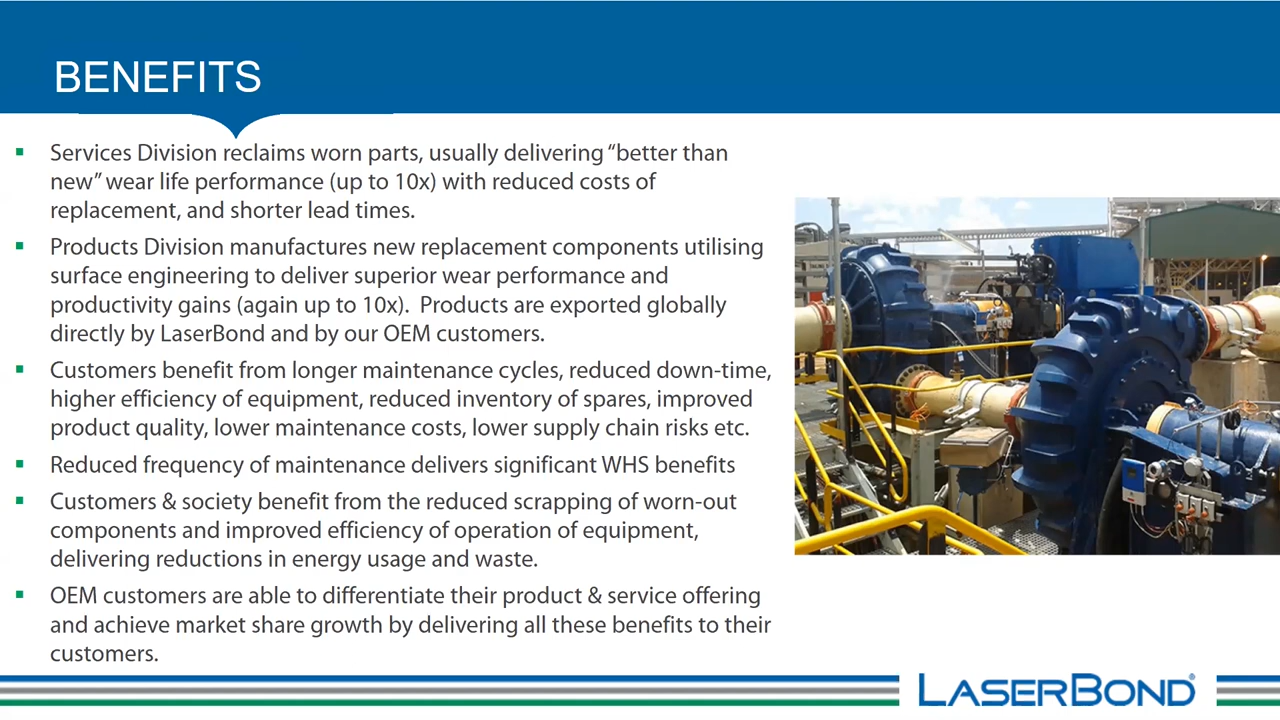 BENEFITS
Services Division reclaims worn parts, usually delivering “better than
new” wear life performance (up to 10x) with reduced costs of
replacement, and shorter lead times.
Products Division manufactures new replacement components utilising
surface engineering to deliver superior wear performance and
productivity gains (again up to 10x).  Products are exported globally
directly by LaserBond and by our OEM customers.
Customers benefit from longer maintenance cycles, reduced down-time,
higher efficiency of equipment, reduced inventory of spares, improved
product quality, lower maintenance costs, lower supply chain risks etc.
Reduced frequency of maintenance delivers significant WHS benefits
Customers & society benefit from the reduced scrapping of worn-out
components and improved efficiency of operation of equipment,
delivering reductions in energy usage and waste.
OEM customers are able to differentiate their product & service offering
and achieve market share growth by delivering all these benefits to their
customers.
LASERBOND®